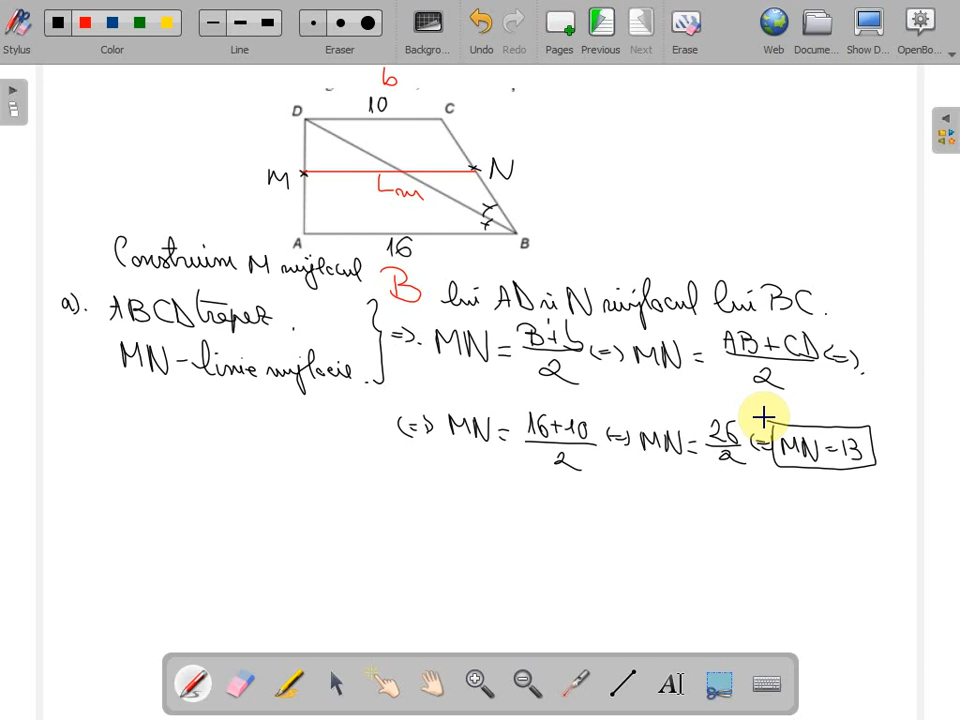 Color
Line
Eraser
Backgro...
Undo
Redo
Pages
Previous
Next
Erase
Web
Docume...
Show D...
OpenBo...
Stylus
b
D 10 C
M Lm N
A 16 B
Construim M mijlocul
B lui AD și N mijlocul lui BC.
a). ABCD trapez.
MN - linie mijlocie.
} => MN = B+b/2 <=> MN = AB+CD/2 <=>
<=> MN = 16+10/2 <=> MN = 26/2 <=> MN = 13
A